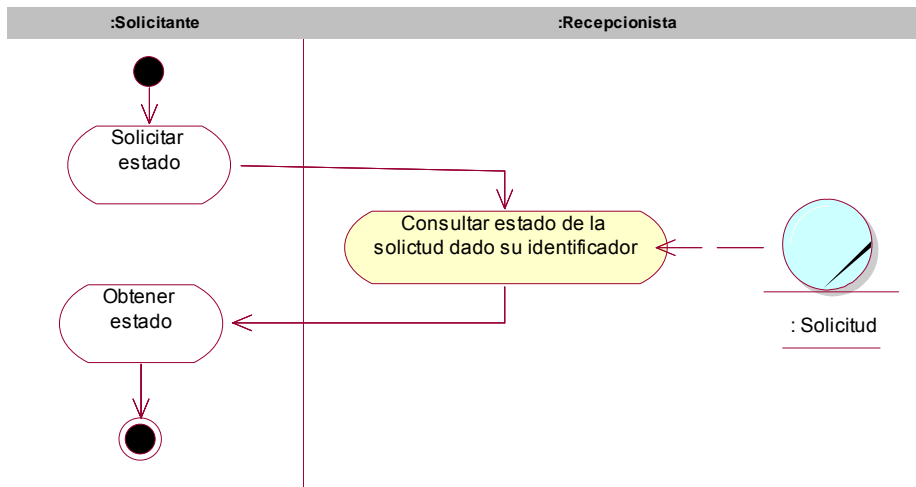 :Solicitante
:Recepcionista
Solicitar
estado
Consultar estado de la
solictud dado su identificador
Obtener
estado
: Solicitud